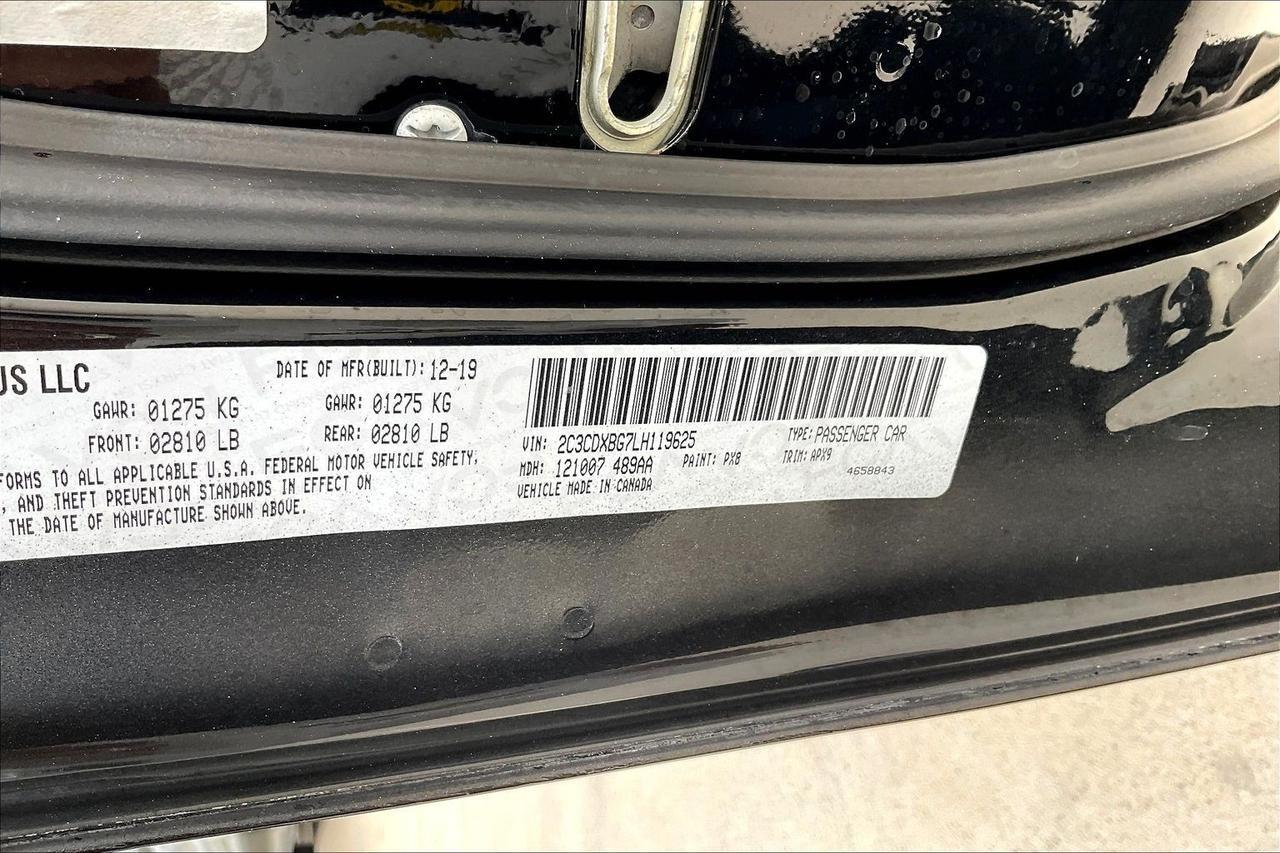 US LLC
DATE OF MFR(BUILT): 12-19
GAWR: 01275 KG
GAWR: 01275 KG
FRONT: 02810 LB
REAR: 02810 LB
FORMS TO ALL APPLICABLE U.S.A. FEDERAL MOTOR VEHICLE SAFETY,
, AND THEFT PREVENTION STANDARDS IN EFFECT ON
THE DATE OF MANUFACTURE SHOWN ABOVE.
VIN: 2C3CDXBG7LH119625
TYPE: PASSENGER CAR
MDH: 121007 489AA
PAINT: PX8
TRIM: APX9
4658843
VEHICLE MADE IN CANADA